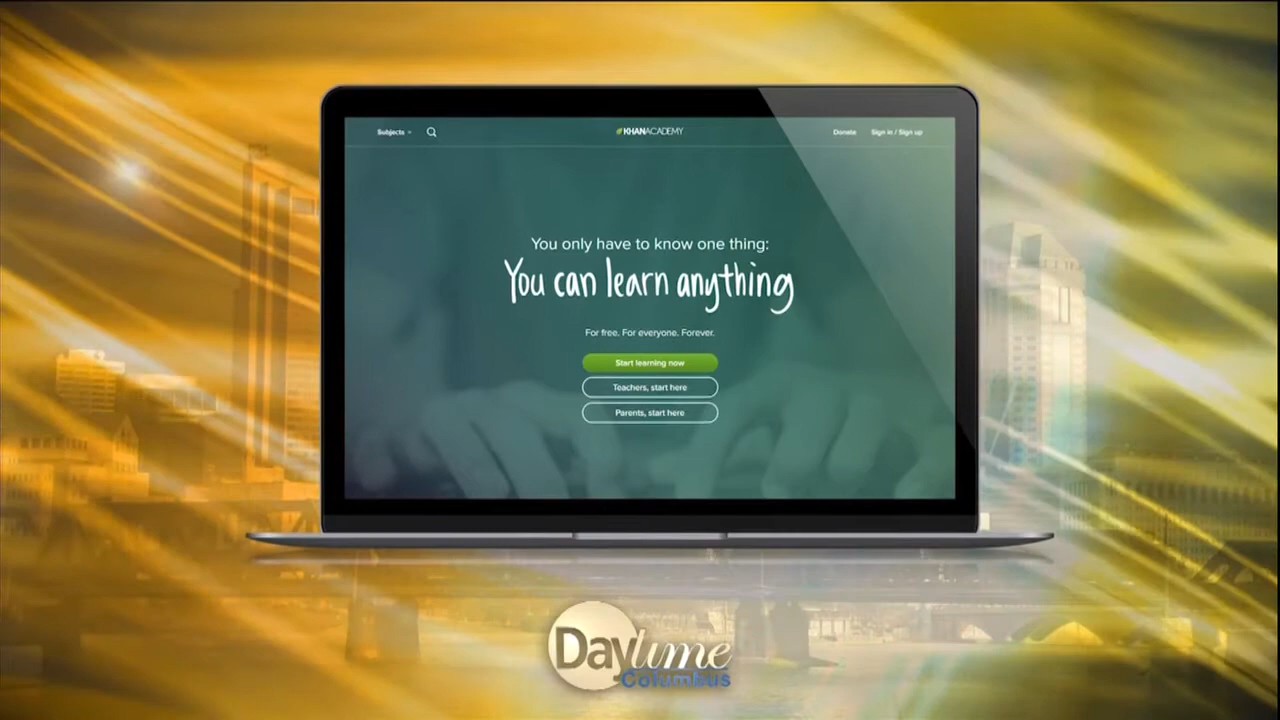 Subjects
KHANACADEMY
Donate
Sign in / Sign up
You only have to know one thing:
You can learn anything
For free. For everyone. Forever.
Start learning now
Teachers, start here
Parents, start here
Daytime
Columbus